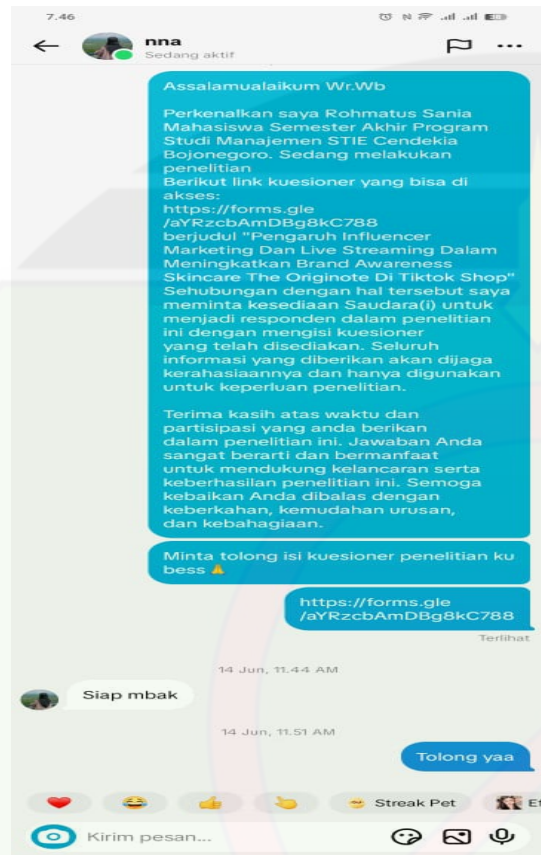 7.46
nna
Sedang aktif
Assalamualaikum Wr.Wb
Perkenalkan saya Rohmatus Sania
Mahasiswa Semester Akhir Program
Studi Manajemen STIE Cendekia
Bojonegoro. Sedang melakukan
penelitian
Berikut link kuesioner yang bisa di
akses:
https://forms.gle
/aYRzcbAmDBg8kC788
berjudul "Pengaruh Influencer
Marketing Dan Live Streaming Dalam
Meningkatkan Brand Awareness
Skincare The Originote Di Tiktok Shop"
Sehubungan dengan hal tersebut saya
meminta kesediaan Saudara(i) untuk
menjadi responden dalam penelitian
ini dengan mengisi kuesioner
yang telah disediakan. Seluruh
informasi yang diberikan akan dijaga
kerahasiaannya dan hanya digunakan
untuk keperluan penelitian.
Terima kasih atas waktu dan
partisipasi yang anda berikan
dalam penelitian ini. Jawaban Anda
sangat berarti dan bermanfaat
untuk mendukung kelancaran serta
keberhasilan penelitian ini. Semoga
kebaikan Anda dibalas dengan
keberkahan, kemudahan urusan,
dan kebahagiaan.
Minta tolong isi kuesioner penelitian ku
bess 🙏
https://forms.gle
/aYRzcbAmDBg8kC788
Terlihat
14 Jun, 11.44 AM
Siap mbak
14 Jun, 11.51 AM
Tolong yaa
Streak Pet
Kirim pesan...